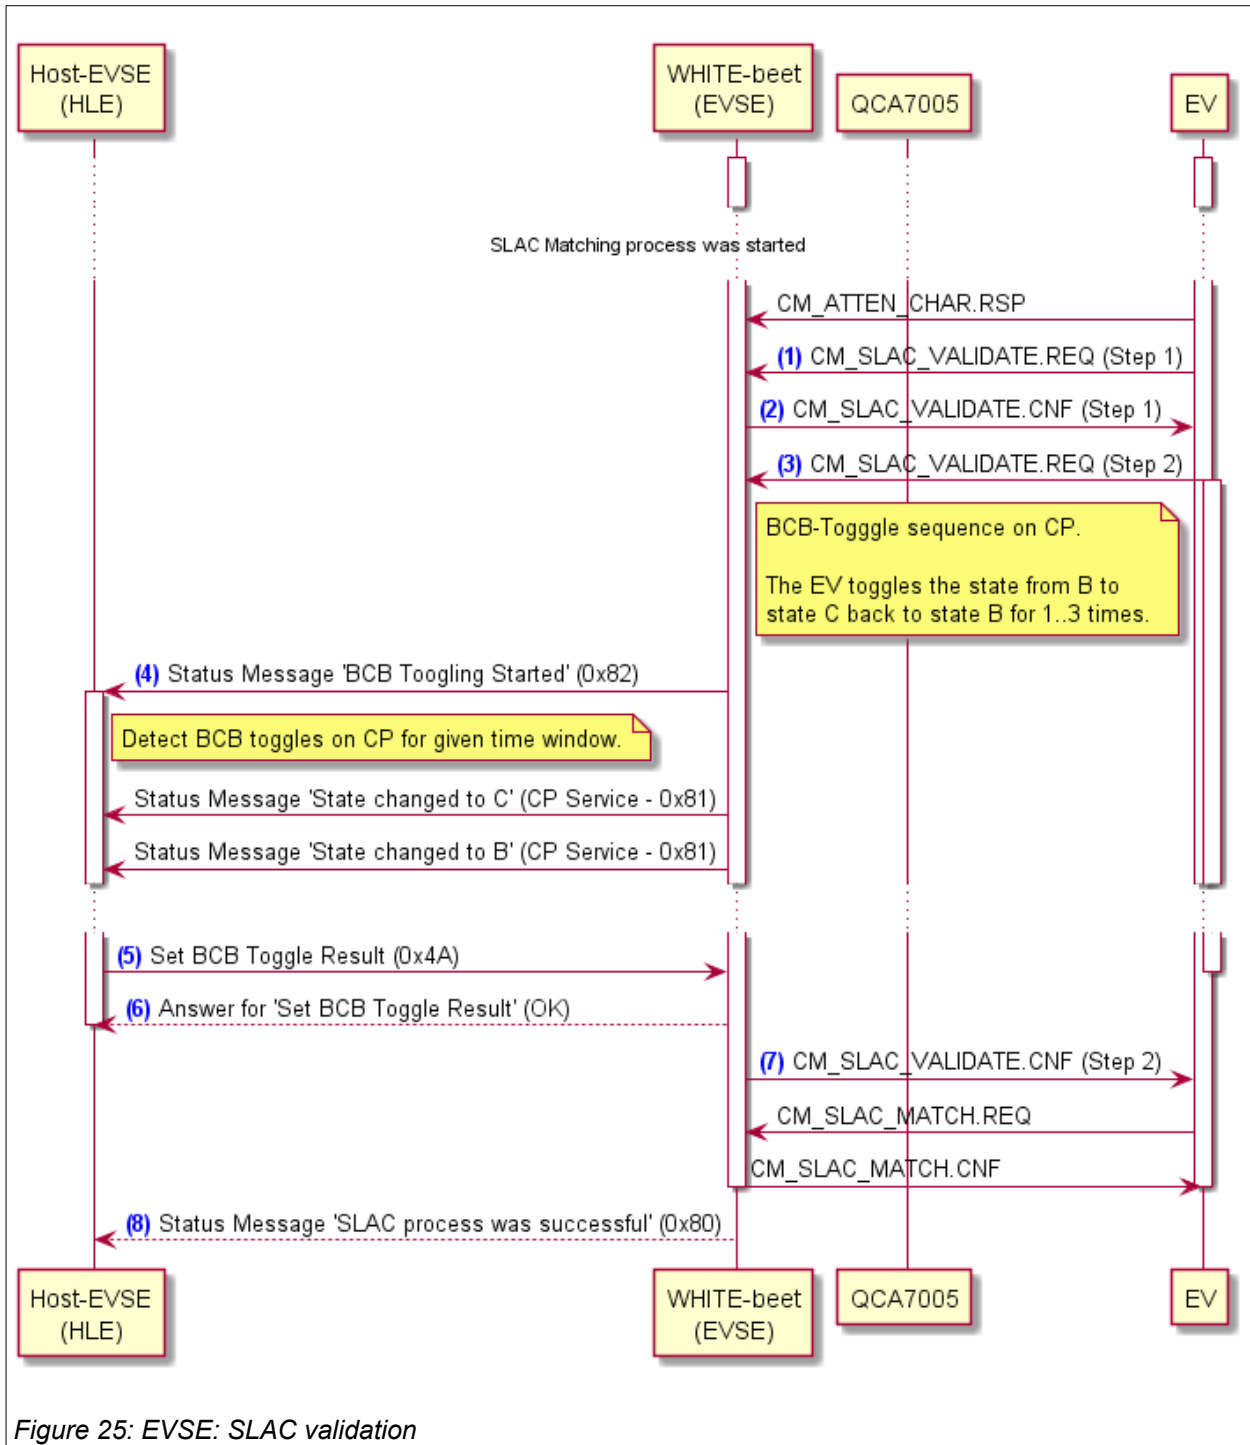 Host-EVSE
(HLE)
WHITE-beet
(EVSE)
QCA7005
EV
SLAC Matching process was started
CM_ATTEN_CHAR.RSP
(1) CM_SLAC_VALIDATE.REQ (Step 1)
(2) CM_SLAC_VALIDATE.CNF (Step 1)
(3) CM_SLAC_VALIDATE.REQ (Step 2)
BCB-Togggle sequence on CP.
The EV toggles the state from B to
state C back to state B for 1..3 times.
(4) Status Message 'BCB Toogling Started' (0x82)
Detect BCB toggles on CP for given time window.
Status Message 'State changed to C' (CP Service - 0x81)
Status Message 'State changed to B' (CP Service - 0x81)
(5) Set BCB Toggle Result (0x4A)
(6) Answer for 'Set BCB Toggle Result' (OK)
(7) CM_SLAC_VALIDATE.CNF (Step 2)
CM_SLAC_MATCH.REQ
CM_SLAC_MATCH.CNF
(8) Status Message 'SLAC process was successful' (0x80)
Host-EVSE
(HLE)
WHITE-beet
(EVSE)
QCA7005
EV
Figure 25: EVSE: SLAC validation